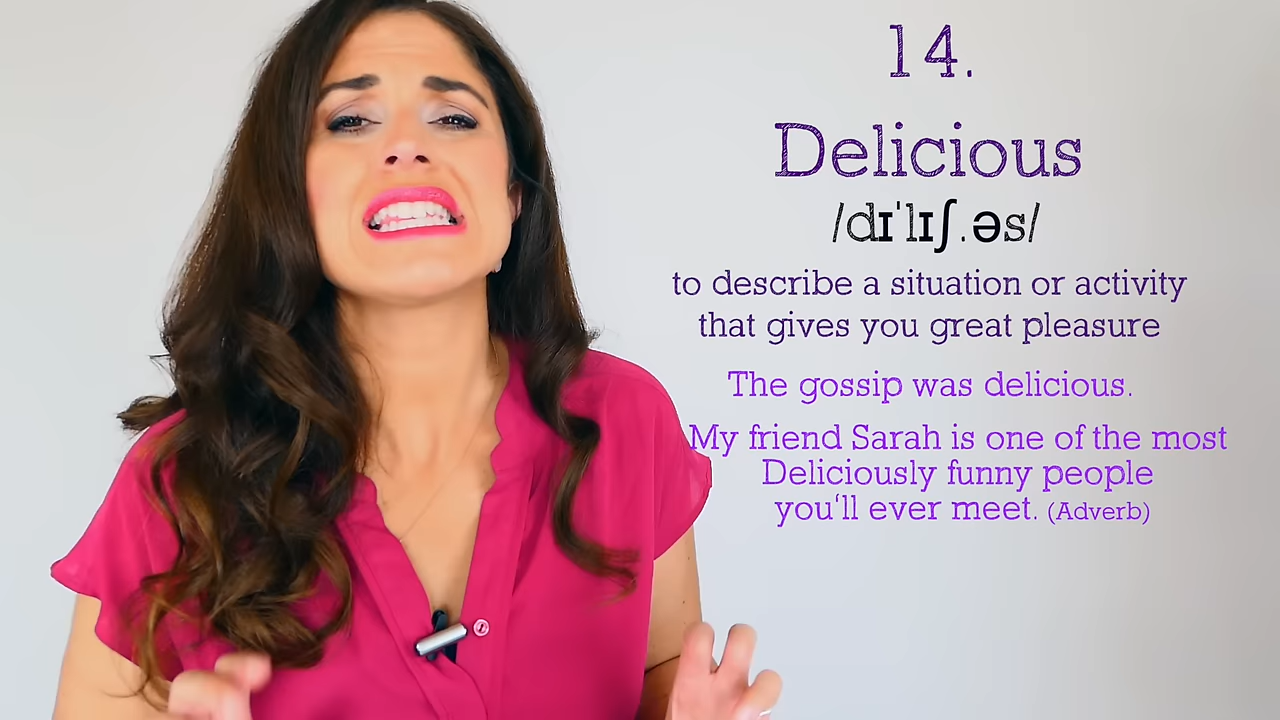 14.
Delicious
/dɪˈlɪʃ.əs/
to describe a situation or activity
that gives you great pleasure
The gossip was delicious.
My friend Sarah is one of the most
Deliciously funny people
you'll ever meet. (Adverb)